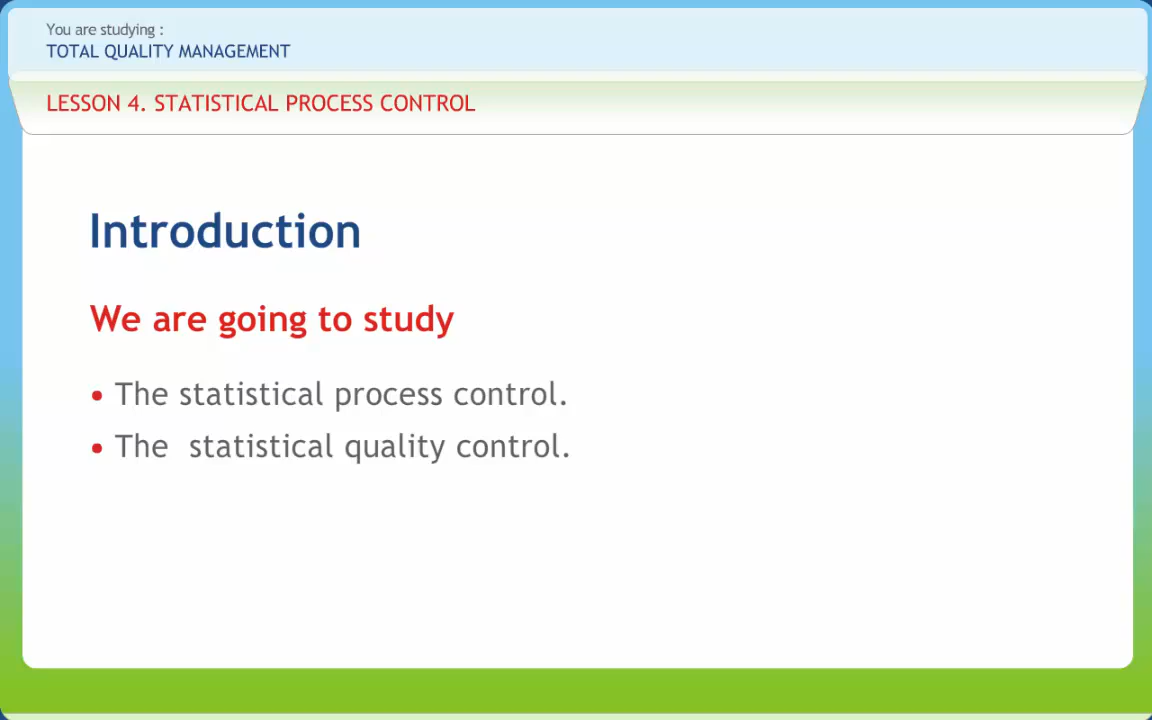 You are studying :
TOTAL QUALITY MANAGEMENT
LESSON 4. STATISTICAL PROCESS CONTROL
Introduction
We are going to study
• The statistical process control.
• The  statistical quality control.